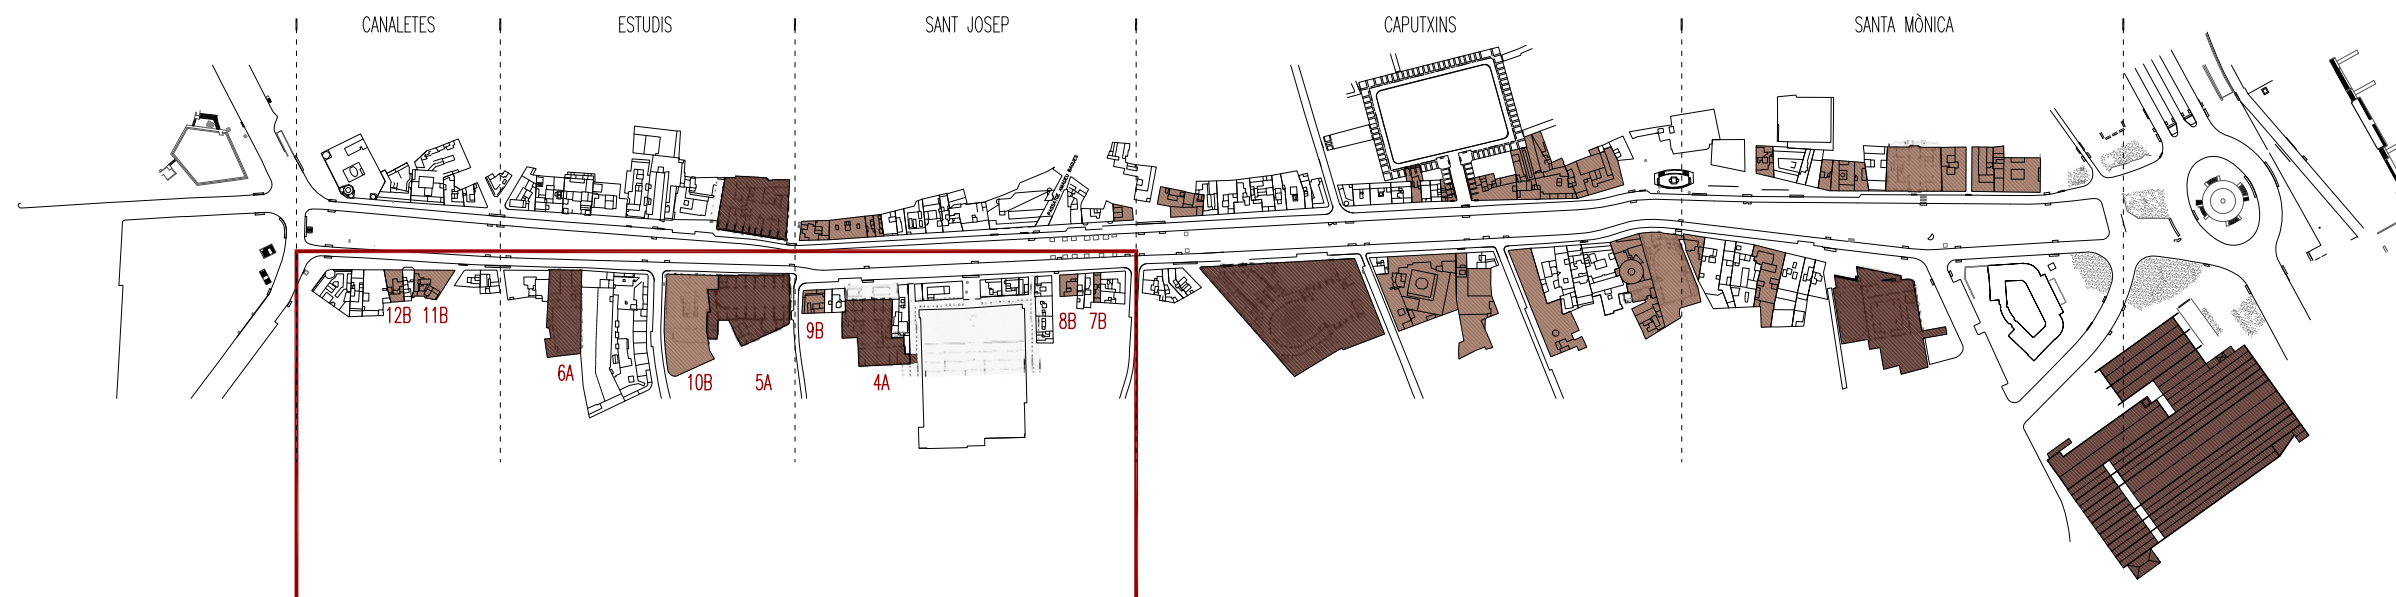 CANALETES
ESTUDIS
SANT JOSEP
CAPUTXINS
SANTA MÒNICA
12B
11B
6A
10B
5A
9B
4A
8B
7B